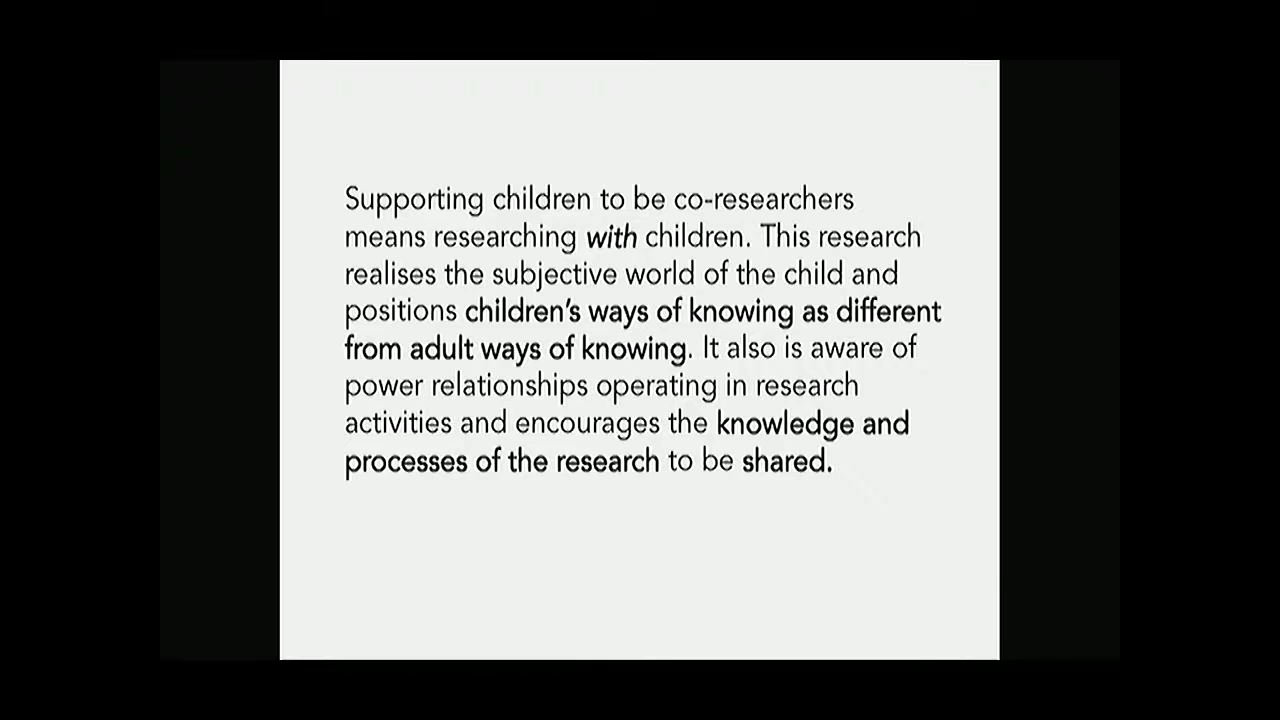 Supporting children to be co-researchers
means researching with children. This research
realises the subjective world of the child and
positions children's ways of knowing as different
from adult ways of knowing. It also is aware of
power relationships operating in research
activities and encourages the knowledge and
processes of the research to be shared.